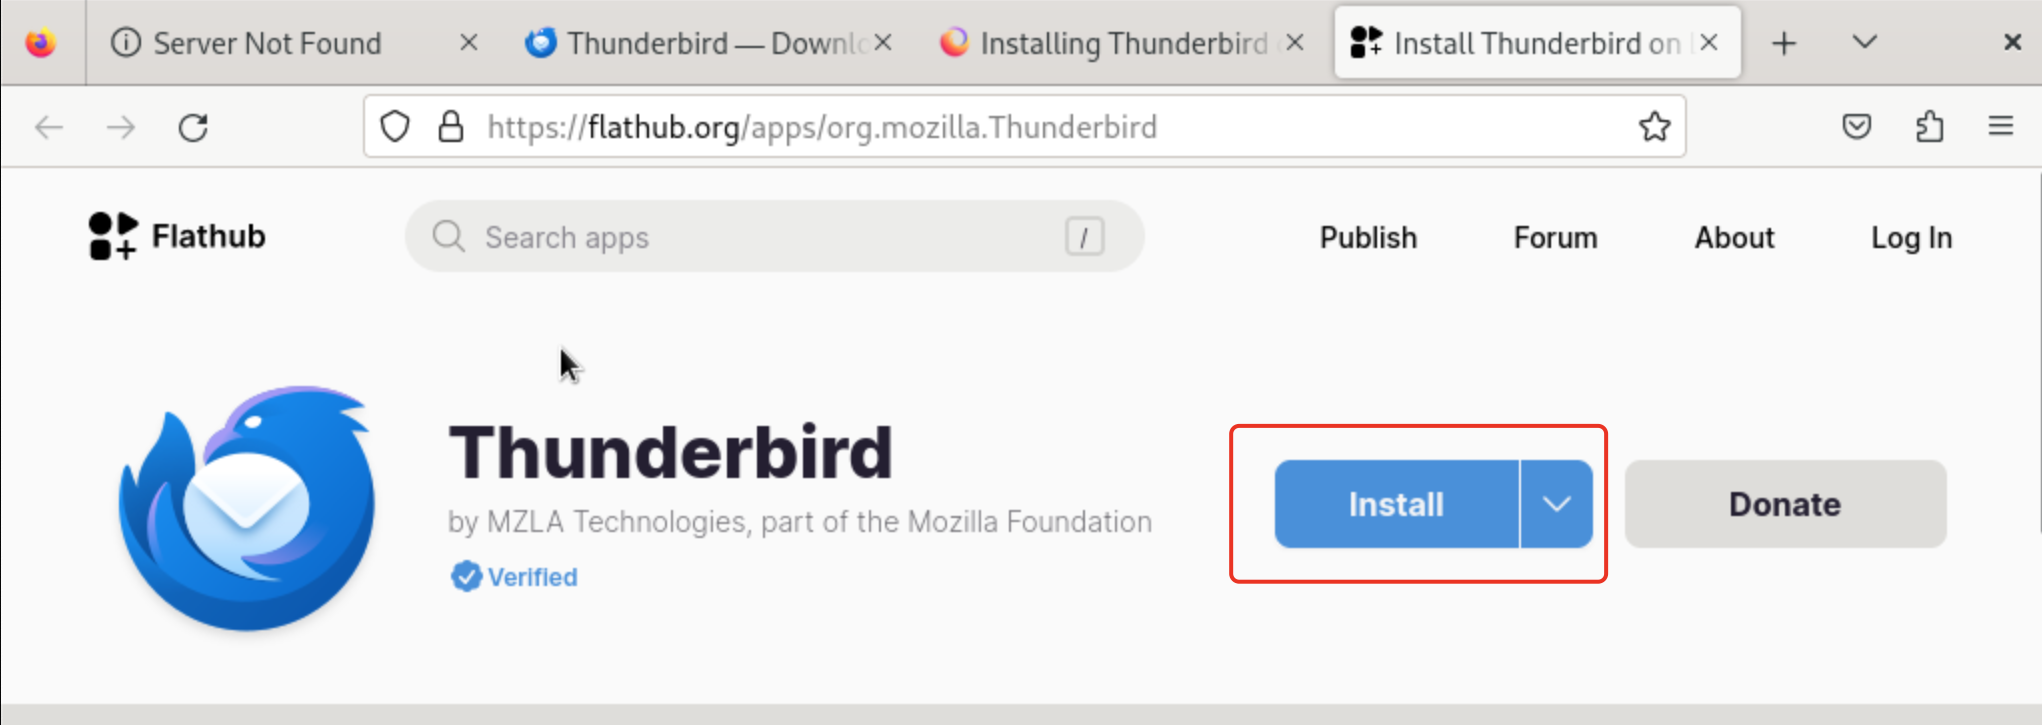 Server Not Found
Thunderbird — Downlo
Installing Thunderbird
Install Thunderbird on
https://flathub.org/apps/org.mozilla.Thunderbird
Flathub
Search apps
/
Publish
Forum
About
Log In
Thunderbird
by MZLA Technologies, part of the Mozilla Foundation
Verified
Install
Donate